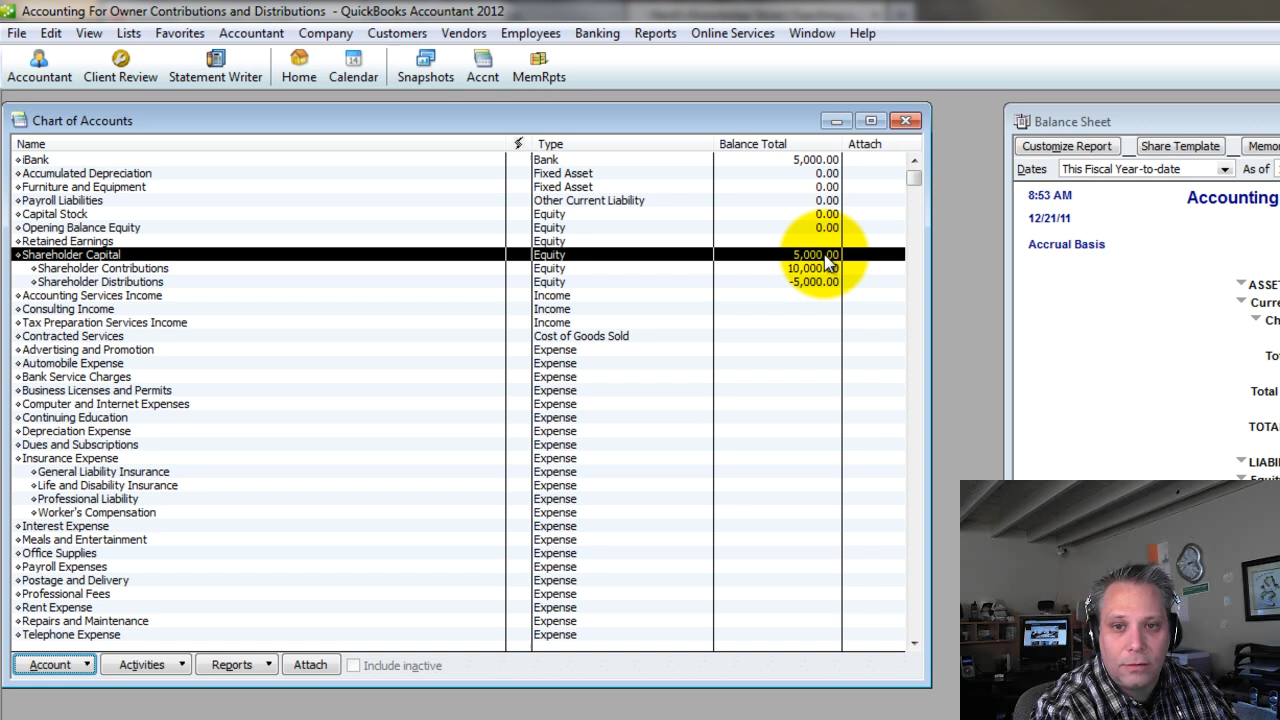 Accounting For Owner Contributions and Distributions - QuickBooks Accountant 2012
File Edit View Lists Favorites Accountant Company Customers Vendors Employees Banking Reports Online Services Window Help
Accountant Client Review Statement Writer Home Calendar Snapshots Accnt MemRpts
Chart of Accounts
Name Type Balance Total Attach
iBank Bank 5,000.00
Accumulated Depreciation Fixed Asset 0.00
Furniture and Equipment Fixed Asset 0.00
Payroll Liabilities Other Current Liability 0.00
Capital Stock Equity 0.00
Opening Balance Equity Equity 0.00
Retained Earnings Equity
Shareholder Capital Equity 5,000.00
Shareholder Contributions Equity 10,000.00
Shareholder Distributions Equity -5,000.00
Accounting Services Income Income
Consulting Income Income
Tax Preparation Services Income Income
Contracted Services Cost of Goods Sold
Advertising and Promotion Expense
Automobile Expense Expense
Bank Service Charges Expense
Business Licenses and Permits Expense
Computer and Internet Expenses Expense
Continuing Education Expense
Depreciation Expense Expense
Dues and Subscriptions Expense
Insurance Expense Expense
General Liability Insurance Expense
Life and Disability Insurance Expense
Professional Liability Expense
Worker's Compensation Expense
Interest Expense Expense
Meals and Entertainment Expense
Office Supplies Expense
Payroll Expenses Expense
Postage and Delivery Expense
Professional Fees Expense
Rent Expense Expense
Repairs and Maintenance Expense
Telephone Expense Expense
Account Activities Reports Attach Include inactive
Balance Sheet
Customize Report Share Template Memo
Dates This Fiscal Year-to-date As of
8:53 AM Accounting
12/21/11
Accrual Basis
ASSE
Curre
Ch
To
Total
TOTA
LIABI